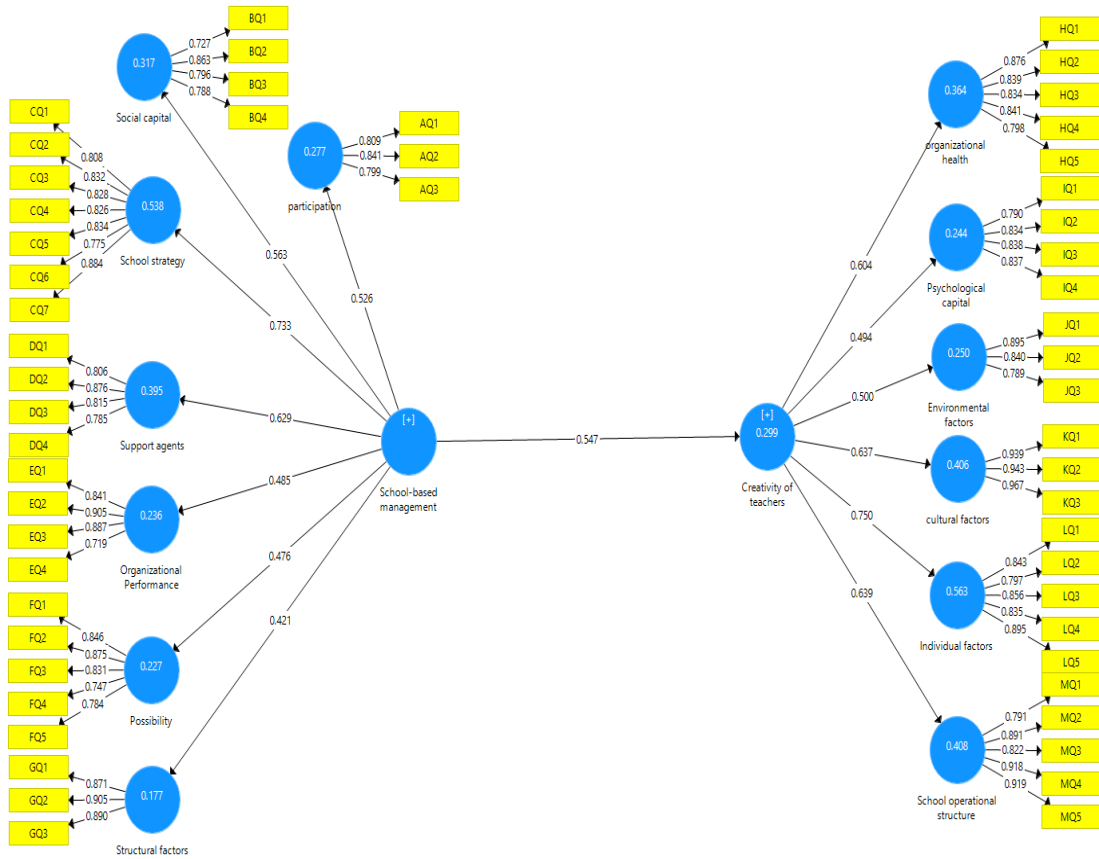 BQ1
BQ2
BQ3
BQ4
0.727
0.863
0.796
0.788
0.317
Social capital
AQ1
AQ2
AQ3
0.809
0.841
0.799
0.277
participation
CQ1
CQ2
CQ3
CQ4
CQ5
CQ6
CQ7
0.808
0.832
0.828
0.826
0.834
0.775
0.884
0.538
School strategy
DQ1
DQ2
DQ3
DQ4
0.806
0.876
0.815
0.785
0.395
Support agents
EQ1
EQ2
EQ3
EQ4
0.841
0.905
0.887
0.719
0.236
Organizational
Performance
FQ1
FQ2
FQ3
FQ4
FQ5
0.846
0.875
0.831
0.747
0.784
0.227
Possibility
GQ1
GQ2
GQ3
0.871
0.905
0.890
0.177
Structural factors
0.563
0.526
0.733
0.629
0.485
0.476
0.421
[+]
School-based
management
0.547
[+]
0.299
Creativity of
teachers
0.604
0.494
0.500
0.637
0.750
0.639
0.364
organizational
health
0.876
0.839
0.834
0.841
0.798
HQ1
HQ2
HQ3
HQ4
HQ5
0.244
Psychological
capital
0.790
0.834
0.838
0.837
IQ1
IQ2
IQ3
IQ4
0.250
Environmental
factors
0.895
0.840
0.789
JQ1
JQ2
JQ3
0.406
cultural factors
0.939
0.943
0.967
KQ1
KQ2
KQ3
0.563
Individual factors
0.843
0.797
0.856
0.835
0.895
LQ1
LQ2
LQ3
LQ4
LQ5
0.408
School operational
structure
0.791
0.891
0.822
0.918
0.919
MQ1
MQ2
MQ3
MQ4
MQ5